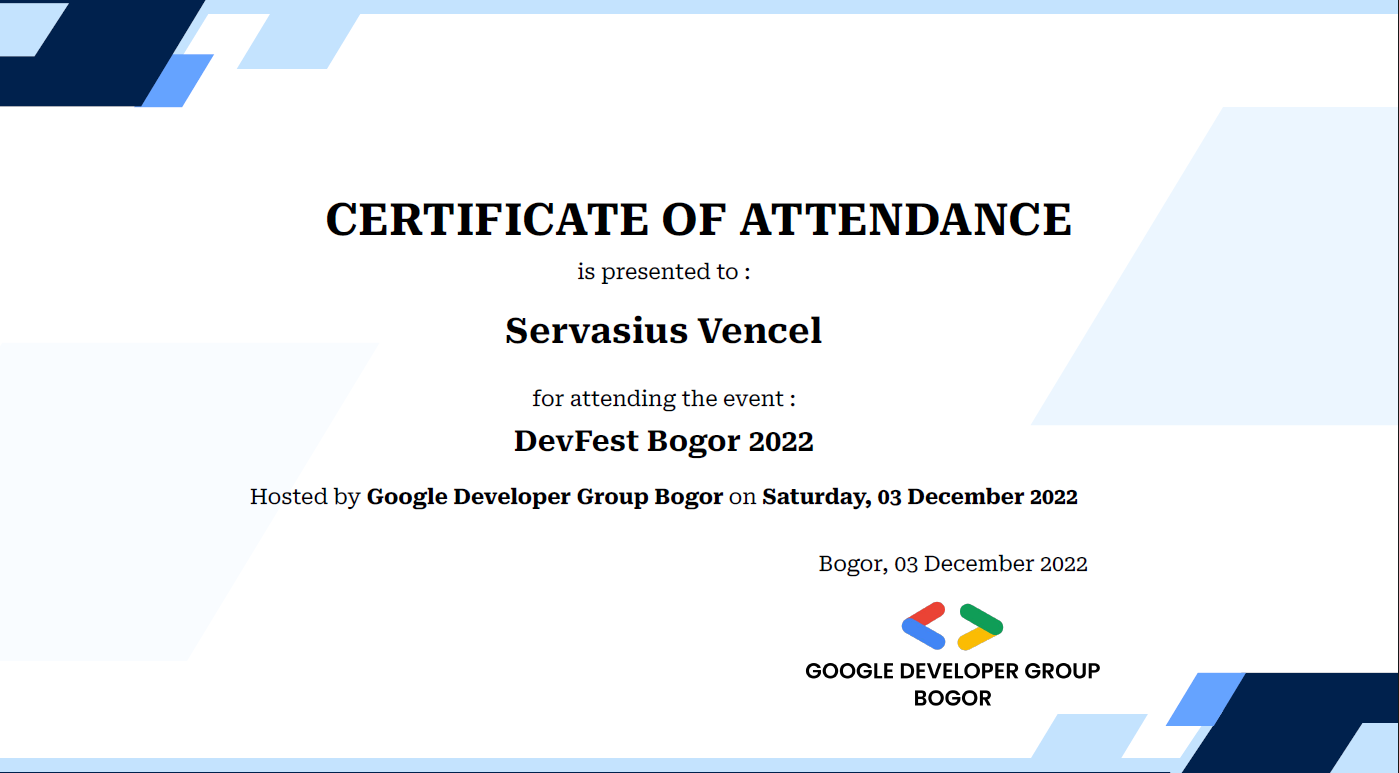 CERTIFICATE OF ATTENDANCE
is presented to :
Servasius Vencel
for attending the event :
DevFest Bogor 2022
Hosted by Google Developer Group Bogor on Saturday, 03 December 2022
Bogor, 03 December 2022
GOOGLE DEVELOPER GROUP
BOGOR